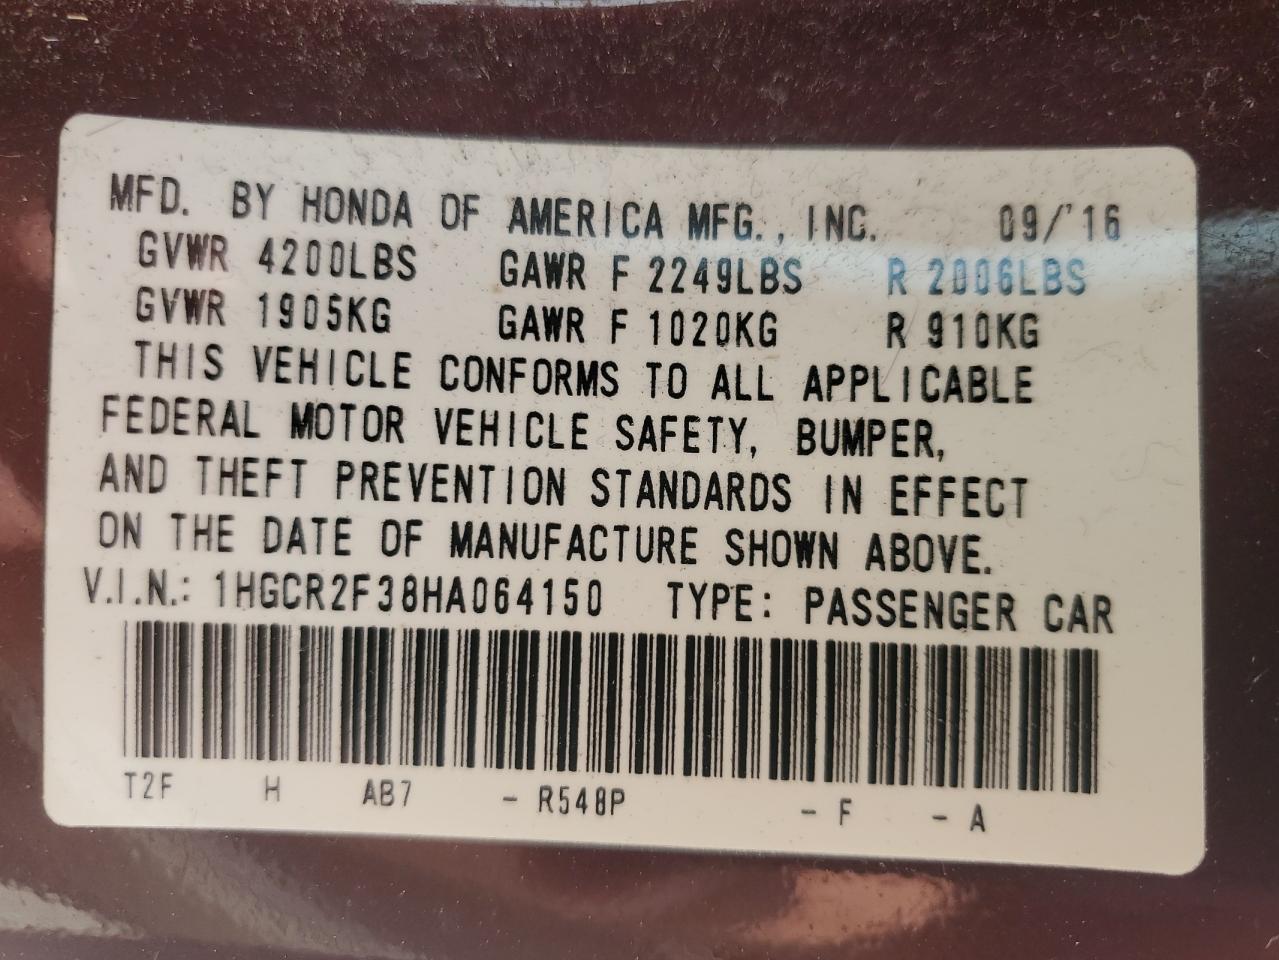 MFD. BY HONDA OF AMERICA MFG., INC. 09/'16
GVWR 4200LBS GAWR F 2249LBS R 2006LBS
GVWR 1905KG GAWR F 1020KG R 910KG
THIS VEHICLE CONFORMS TO ALL APPLICABLE
FEDERAL MOTOR VEHICLE SAFETY, BUMPER,
AND THEFT PREVENTION STANDARDS IN EFFECT
ON THE DATE OF MANUFACTURE SHOWN ABOVE.
V.I.N.: 1HGCR2F38HA064150 TYPE: PASSENGER CAR
T2F H AB7 - R548P - F - A